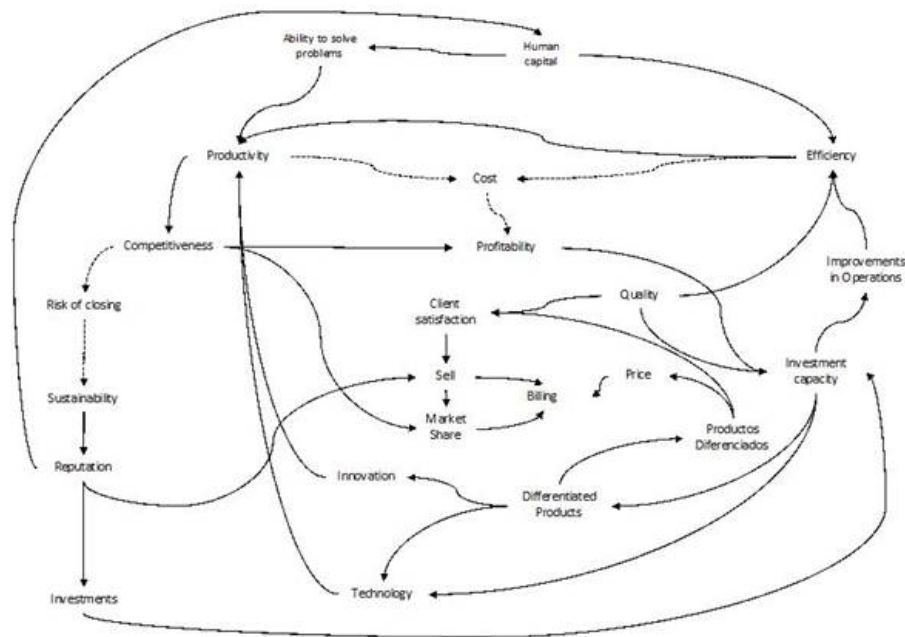 Ability to solve
problems
Human
capital
Productivity
Efficiency
Cost
Competitiveness
Profitability
Improvements
in Operations
Risk of closing
Client
satisfaction
Quality
Investment
capacity
Sustainability
Sell
Price
Billing
Market
Share
Productos
Diferenciados
Reputation
Innovation
Differentiated
Products
Technology
Investments